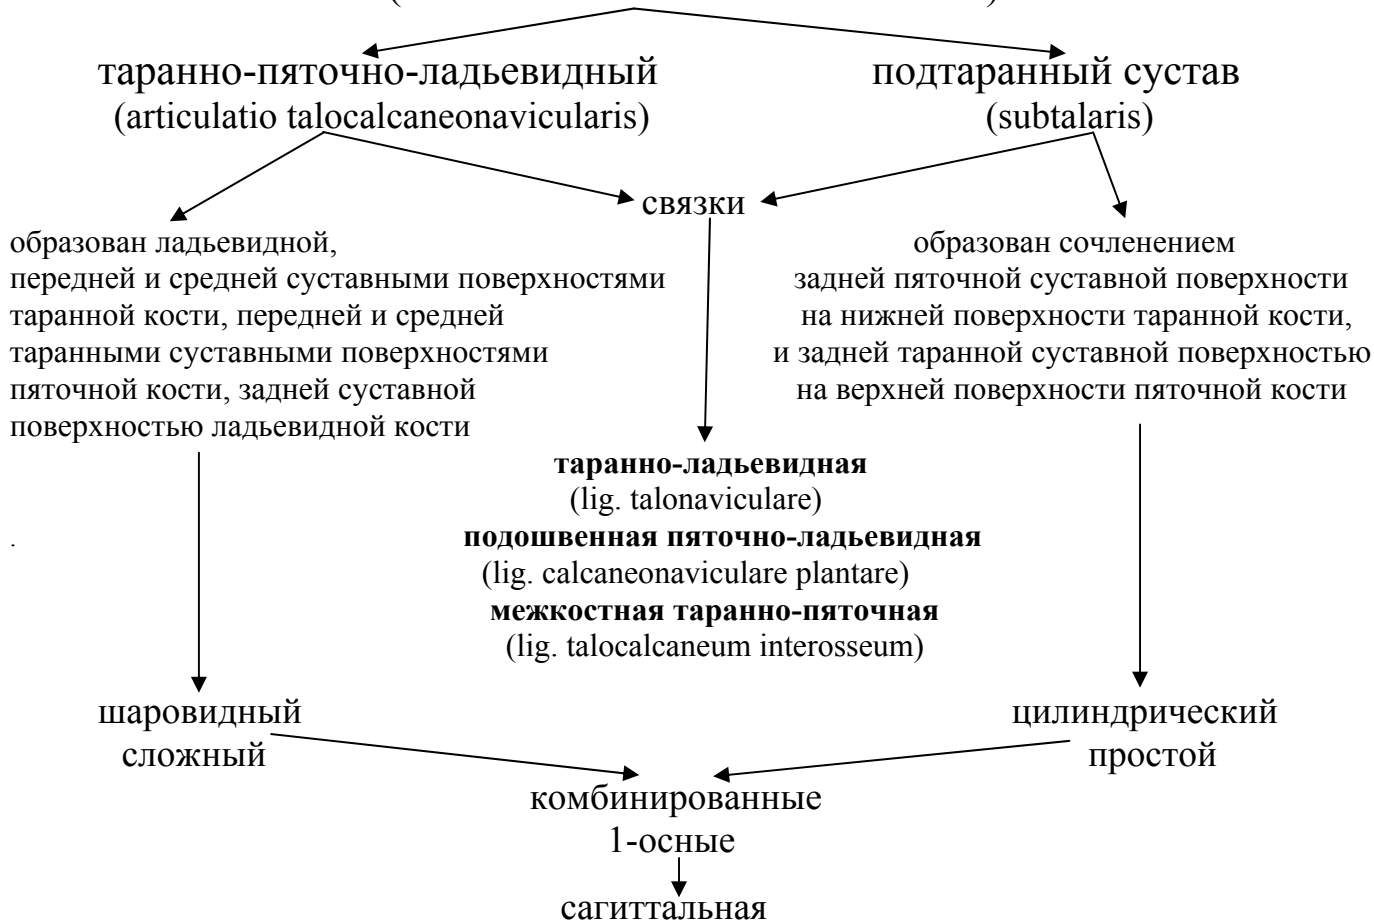 (                                        )
таранно-пяточно-ладьевидный
(articulatio talocalcaneonavicularis)
подтаранный сустав
(subtalaris)
связки
образован ладьевидной,
передней и средней суставными поверхностями
таранной кости, передней и средней
таранными суставными поверхностями
пяточной кости, задней суставной
поверхностью ладьевидной кости
образован сочленением
задней пяточной суставной поверхности
на нижней поверхности таранной кости,
и задней таранной суставной поверхностью
на верхней поверхности пяточной кости
таранно-ладьевидная
(lig. talonaviculare)
подошвенная пяточно-ладьевидная
(lig. calcaneonaviculare plantare)
межкостная таранно-пяточная
(lig. talocalcaneum interosseum)
.
шаровидный
сложный
цилиндрический
простой
комбинированные
1-осные
сагиттальная